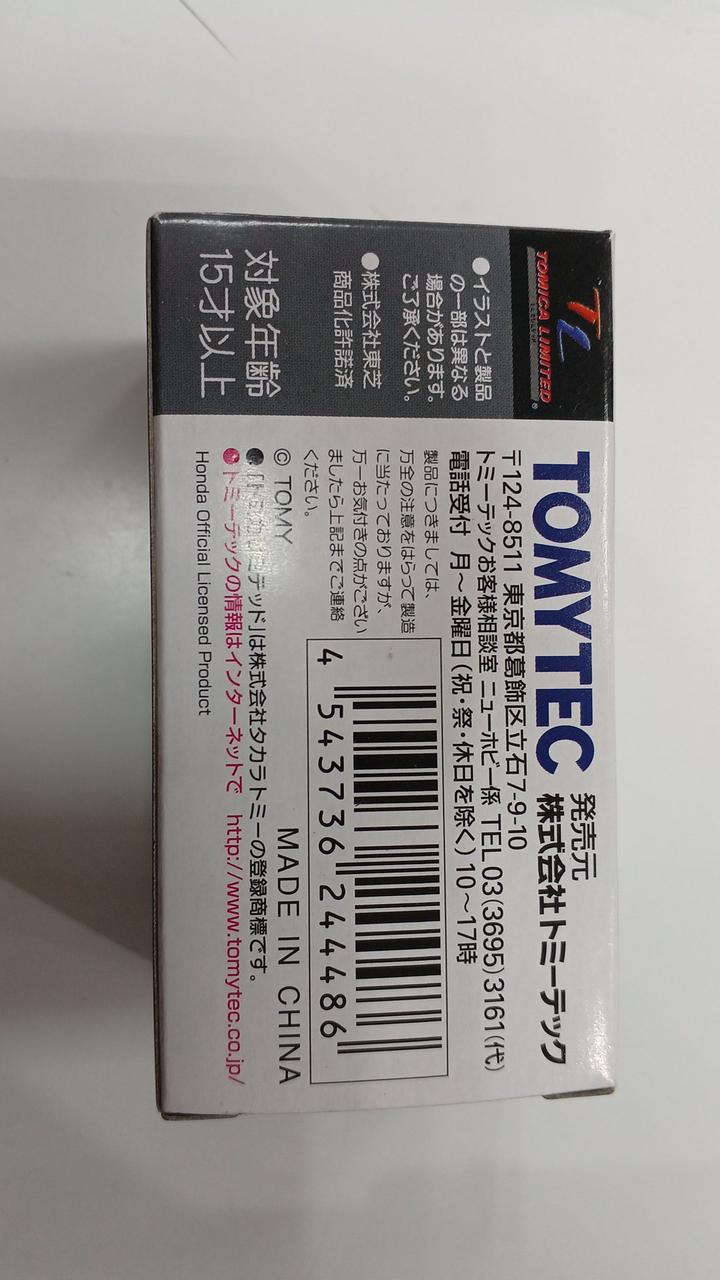 TL
TOMICA LIMITED
●イラストと製品
の一部は異なる
場合があります。
ご了承ください。
●株式会社東芝
商品化許諾済
対象年齢
15才以上
TOMYTEC 発売元 株式会社トミーテック
〒124-8511 東京都葛飾区立石7-9-10
トミーテックお客様相談室 ニューホビー係 TEL 03(3695)3161(代)
電話受付 月〜金曜日(祝・祭・休日を除く)10〜17時
製品につきましては、
万全の注意をはらって製造
に当たっておりますが、
万一お気付きの点がござい
ましたら上記までご連絡
ください。
4 543736 244486
© TOMY
MADE IN CHINA
●「トミカリミテッド」は株式会社タカラトミーの登録商標です。
●トミーテックの情報はインターネットで http://www.tomytec.co.jp/
Honda Official Licensed Product